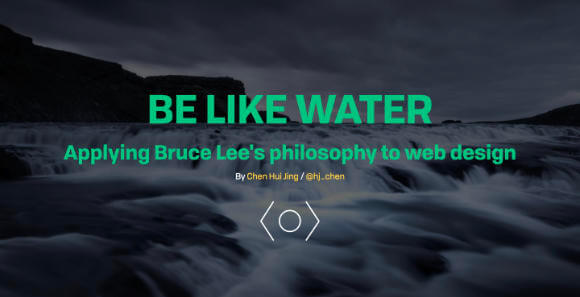 BE LIKE WATER
Applying Bruce Lee's philosophy to web design
By Chen Hui Jing / @hj_chen